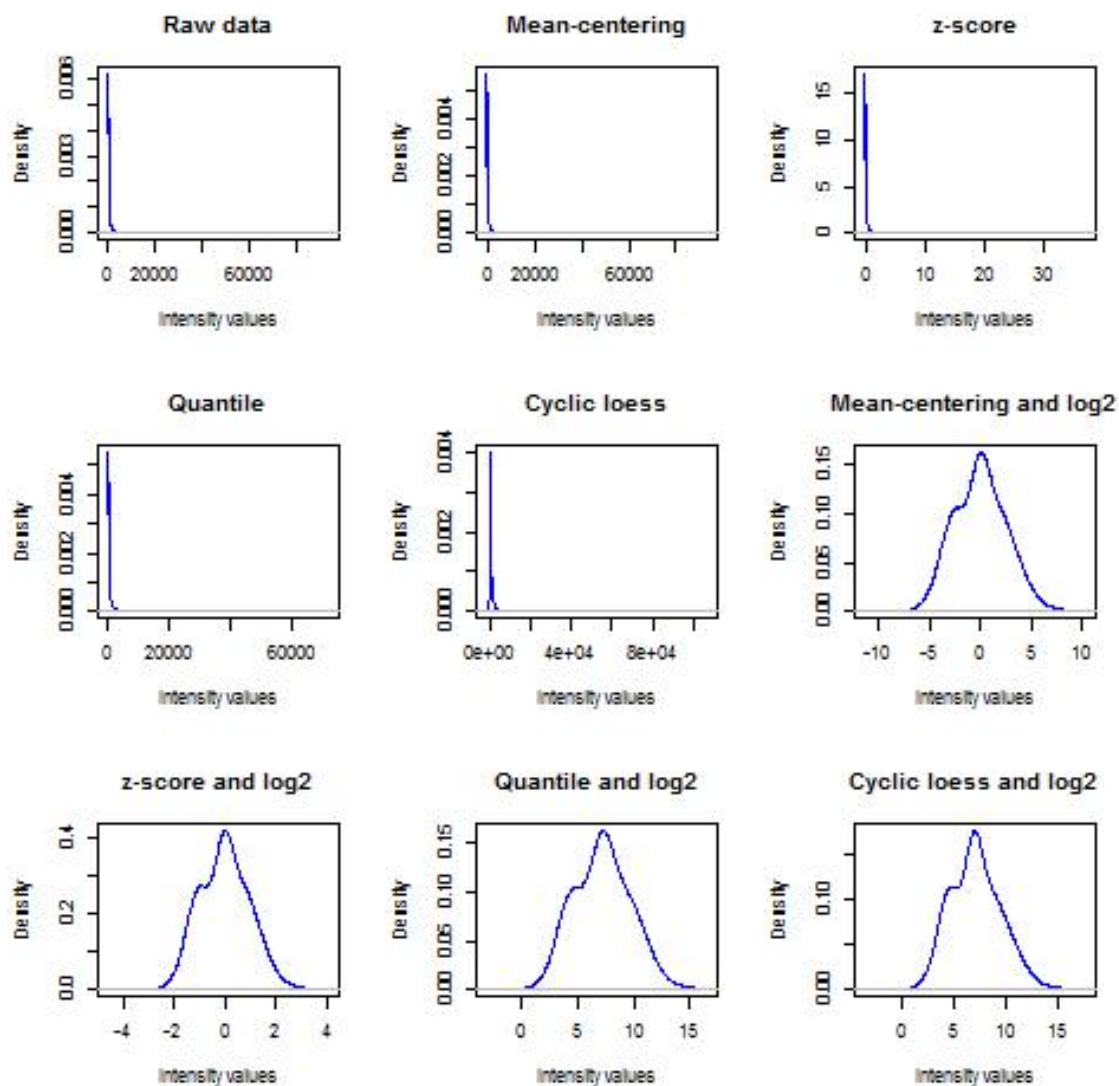 Raw data
Density
0.000
0.003
0.006
0
20000
60000
Intensity values
Mean-centering
Density
0.000
0.002
0.004
0
20000
60000
Intensity values
z-score
Density
0
5
10
15
0
10
20
30
Intensity values
Quantile
Density
0.000
0.002
0.004
0
20000
60000
Intensity values
Cyclic loess
Density
0.000
0.002
0.004
0e+00
4e+04
8e+04
Intensity values
Mean-centering and log2
Density
0.00
0.05
0.10
0.15
-10
-5
0
5
10
Intensity values
z-score and log2
Density
0.0
0.2
0.4
-4
-2
0
2
4
Intensity values
Quantile and log2
Density
0.00
0.05
0.10
0.15
0
5
10
15
Intensity values
Cyclic loess and log2
Density
0.00
0.10
0
5
10
15
Intensity values